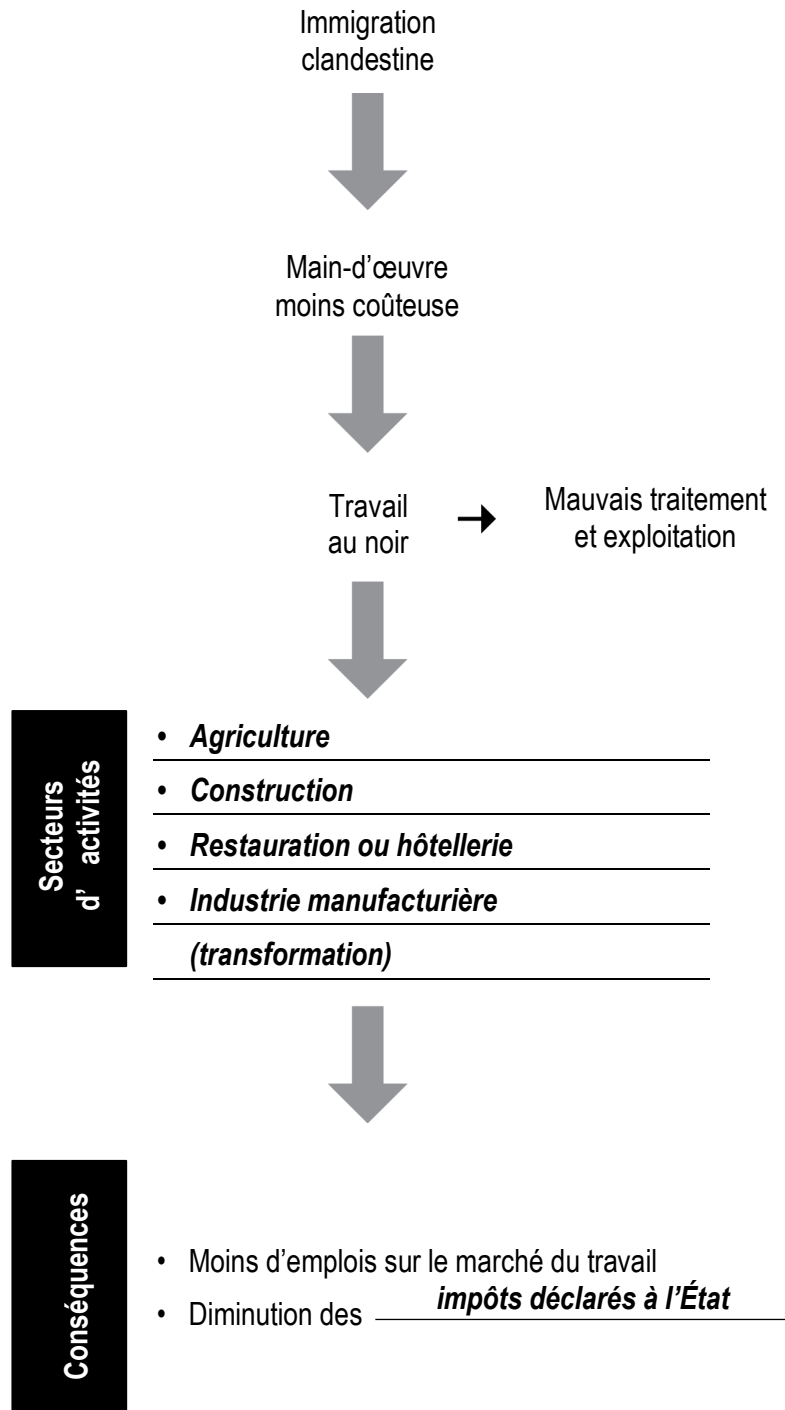 Immigration
clandestine
Main-d’œuvre
moins coûteuse
Travail
au noir
Mauvais traitement
et exploitation
Secteurs
d’ activités
• Agriculture
• Construction
• Restauration ou hôtellerie
• Industrie manufacturière
(transformation)
Conséquences
• Moins d’emplois sur le marché du travail
• Diminution des impôts déclarés à l’État